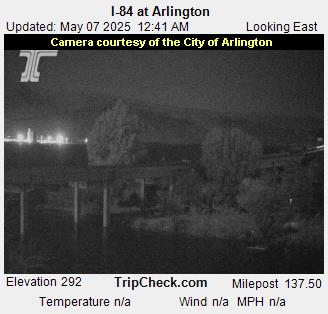 I-84 at Arlington
Updated: May 07 2025 12:41 AM Looking East
Camera courtesy of the City of Arlington
Elevation 292 TripCheck.com Milepost 137.50
Temperature n/a Wind n/a MPH n/a